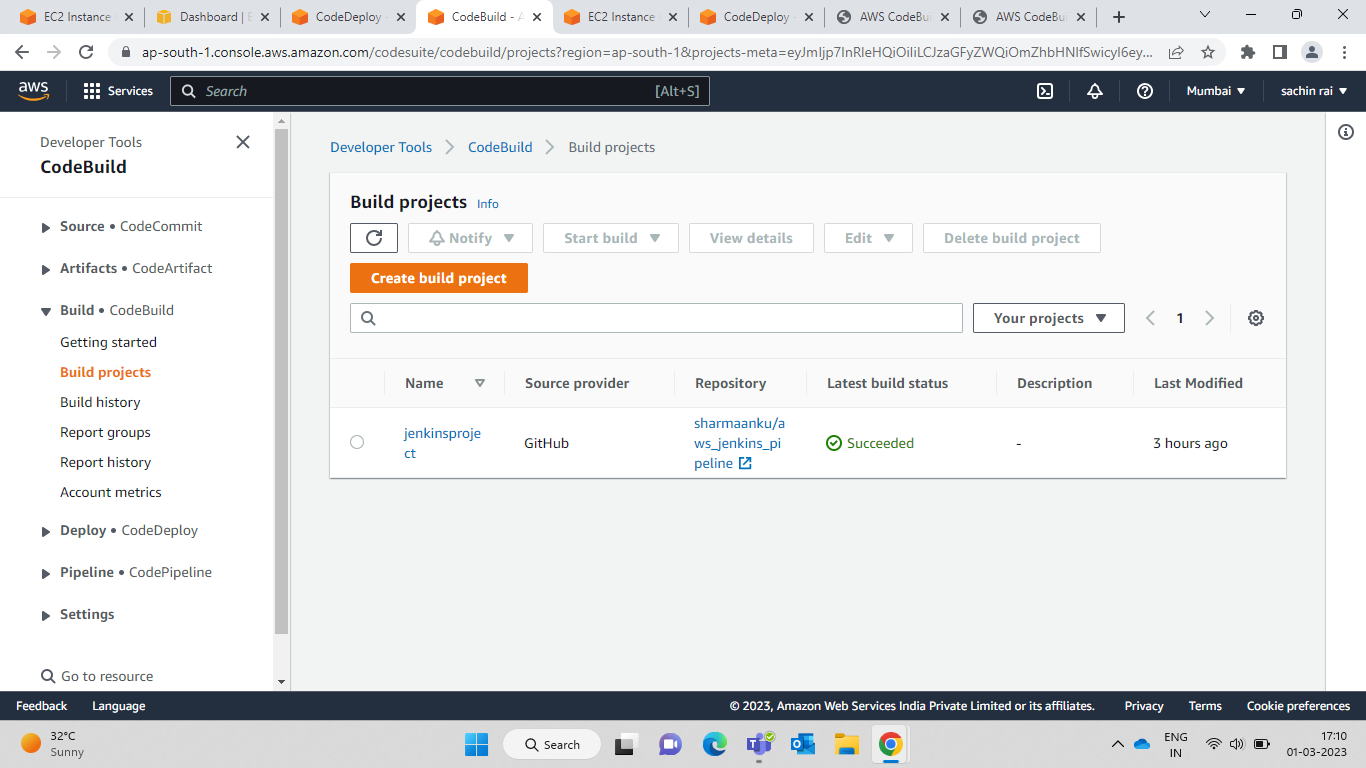 EC2 Instance
Dashboard | E
CodeDeploy -
CodeBuild - A
EC2 Instance
CodeDeploy -
AWS CodeBu
AWS CodeBu
ap-south-1.console.aws.amazon.com/codesuite/codebuild/projects?region=ap-south-1&projects-meta=eyJmIjp7InRleHQiOiIiLCJzaGFyZWQiOmZhbHNlfSwicyI6ey...
aws
Services
Search [Alt+S]
Mumbai
sachin rai
Developer Tools
CodeBuild
Source • CodeCommit
Artifacts • CodeArtifact
Build • CodeBuild
Getting started
Build projects
Build history
Report groups
Report history
Account metrics
Deploy • CodeDeploy
Pipeline • CodePipeline
Settings
Go to resource
Developer Tools > CodeBuild > Build projects
Build projects Info
Notify
Start build
View details
Edit
Delete build project
Create build project
Your projects
1
Name Source provider Repository Latest build status Description Last Modified
jenkinsproje
ct
GitHub
sharmaanku/a
ws_jenkins_pi
peline
Succeeded
-
3 hours ago
Feedback Language © 2023, Amazon Web Services India Private Limited or its affiliates. Privacy Terms Cookie preferences
32°C
Sunny
Search
ENG
IN
17:10
01-03-2023